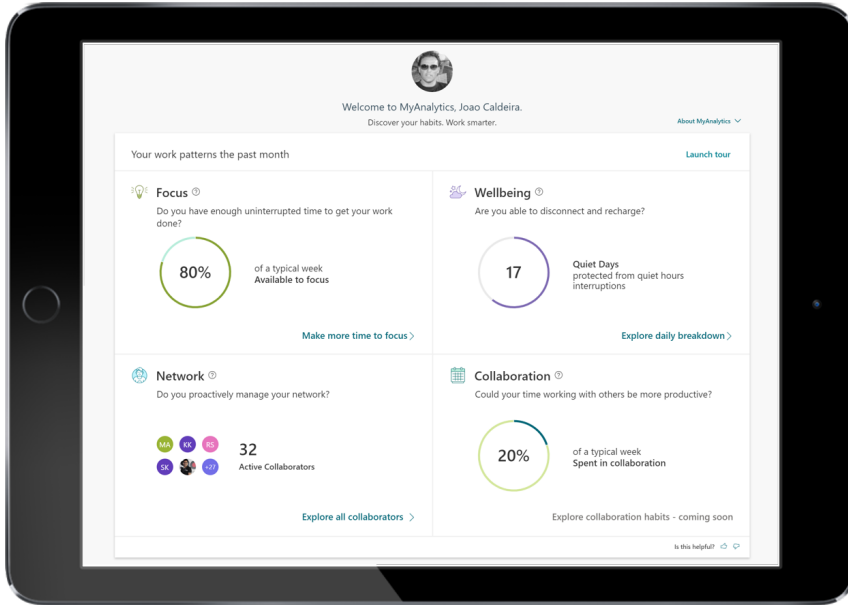 Welcome to MyAnalytics, Joao Caldeira.
Discover your habits. Work smarter.
About MyAnalytics
Your work patterns the past month
Launch tour
Focus
Do you have enough uninterrupted time to get your work
done?
80%
of a typical week
Available to focus
Make more time to focus
Wellbeing
Are you able to disconnect and recharge?
17
Quiet Days
protected from quiet hours
interruptions
Explore daily breakdown
Network
Do you proactively manage your network?
MA KK RS
SK +27
32
Active Collaborators
Explore all collaborators
Collaboration
Could your time working with others be more productive?
20%
of a typical week
Spent in collaboration
Explore collaboration habits - coming soon
Is this helpful?